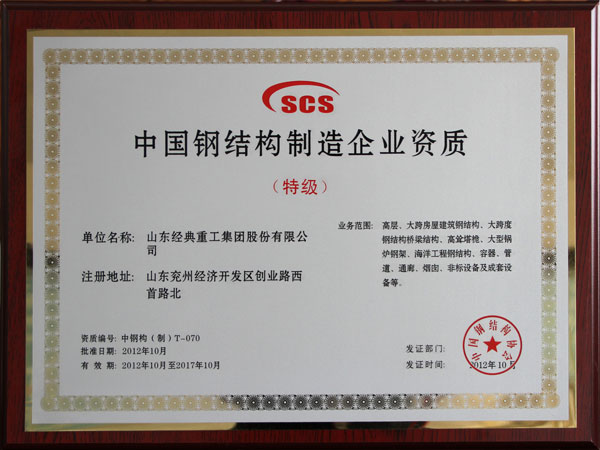 SCS
中国钢结构制造企业资质
（特级）
单位名称: 山东经典重工集团股份有限公
司
注册地址: 山东兖州经济开发区创业路西
首路北
业务范围: 高层、大跨房屋建筑钢结构、大跨度
钢结构桥梁结构、高耸塔桅、大型锅
炉钢架、海洋工程钢结构、容器、管
道、通廊、烟囱、非标设备及成套设
备等。
资质编号: 中钢构（制）T-070
批准日期: 2012年10月
有 效 期: 2012年10月至2017年10月
发证部门:
发证时间: 2012年10月
中国钢结构协会